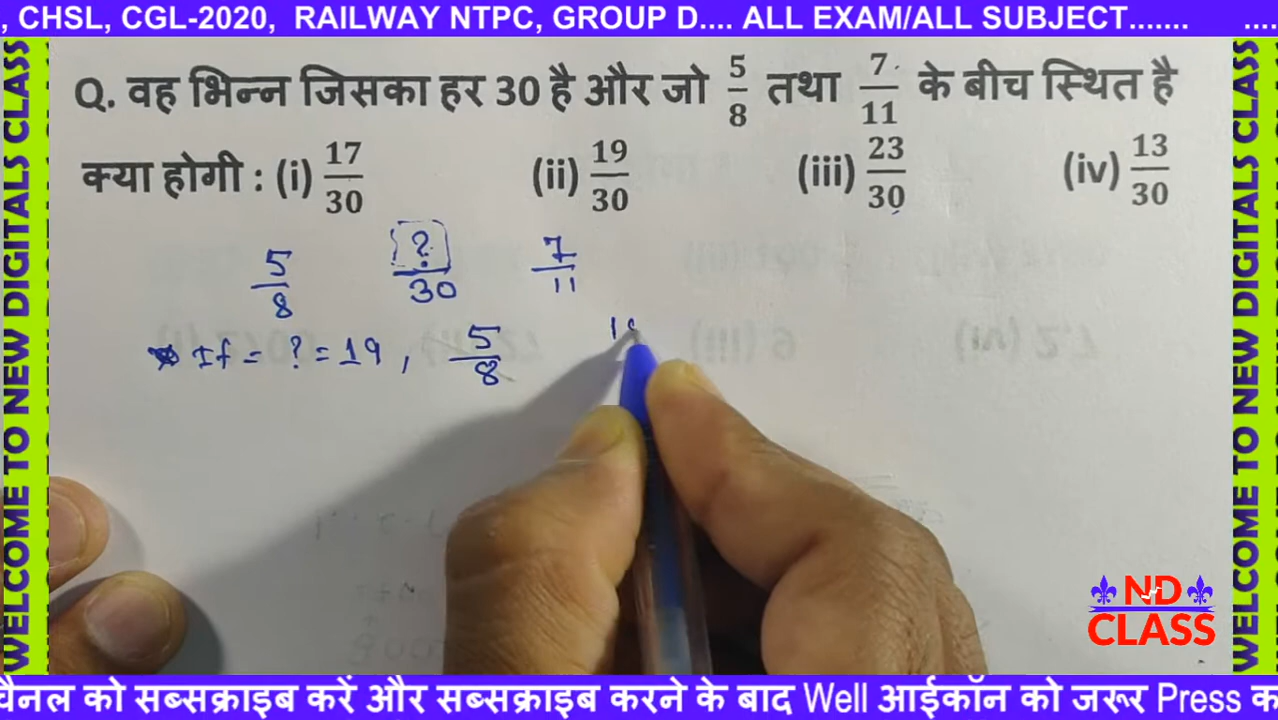 , CHSL, CGL-2020, RAILWAY NTPC, GROUP D.... ALL EXAM/ALL SUBJECT....... ....
WELCOME TO NEW DIGITALS CLASS
Q. वह भिन्न जिसका हर 30 है और जो 5/8 तथा 7/11 के बीच स्थित है
क्या होगी : (i) 17/30 (ii) 19/30 (iii) 23/30 (iv) 13/30
5/8 ?/30 7/11
If = ? = 19 , 5/8
ND
CLASS
WELCOME TO NEW DIGITALS CLASS
चैनल को सब्सक्राइब करें और सब्सक्राइब करने के बाद Well आईकॉन को जरूर Press क